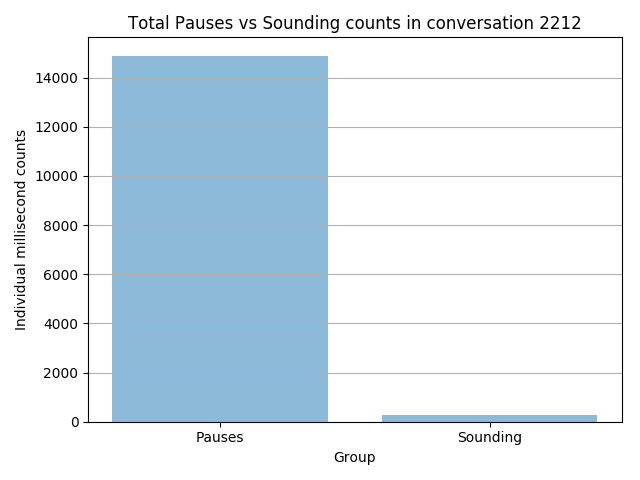 Total Pauses vs Sounding counts in conversation 2212
Individual millisecond counts
14000
12000
10000
8000
6000
4000
2000
0
Pauses
Sounding
Group